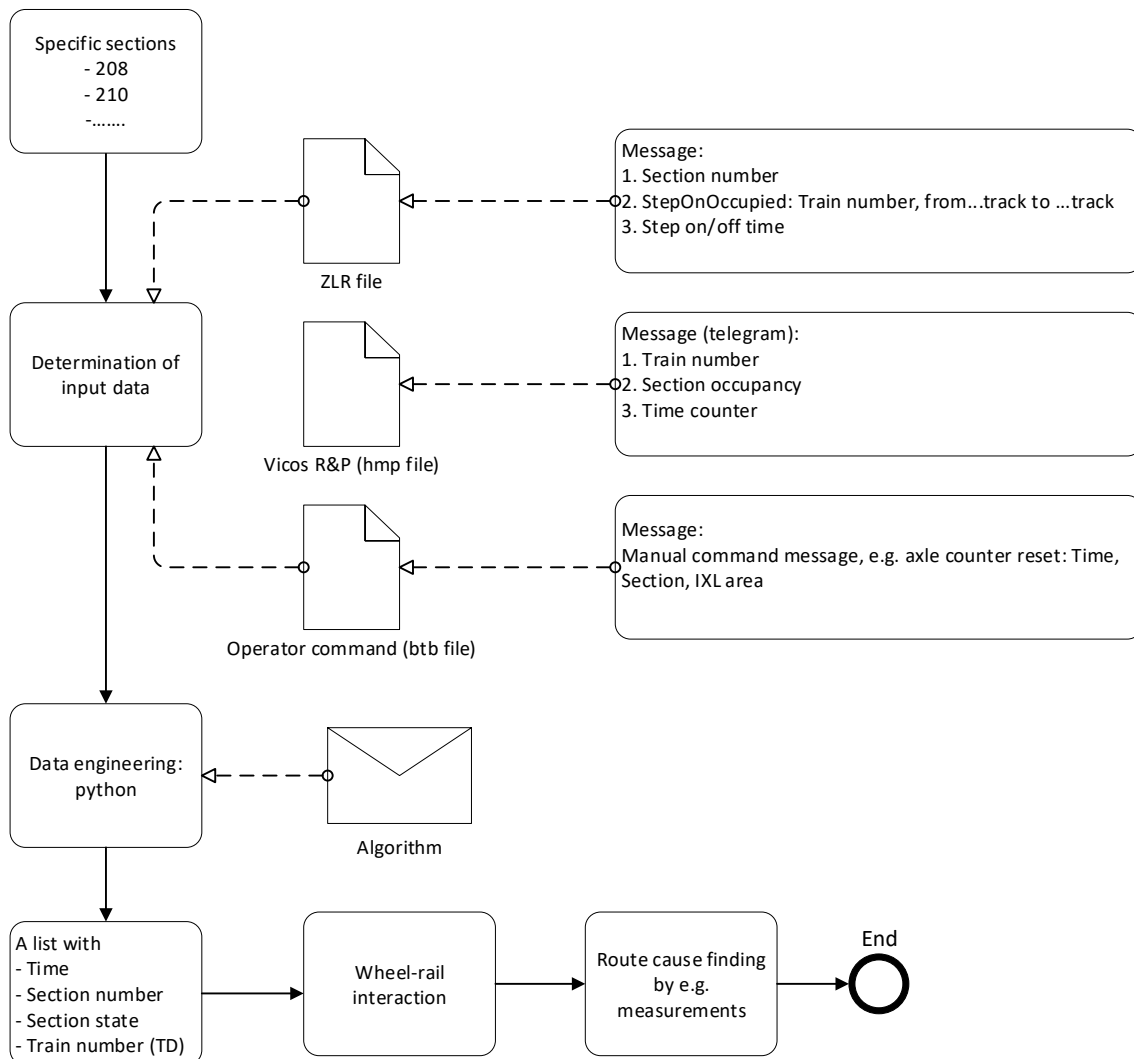 Specific sections
- 208
- 210
-.......
Message:
1. Section number
2. StepOnOccupied: Train number, from...track to ...track
3. Step on/off time
ZLR file
Determination of
input data
Message (telegram):
1. Train number
2. Section occupancy
3. Time counter
Vicos R&P (hmp file)
Message:
Manual command message, e.g. axle counter reset: Time,
Section, IXL area
Operator command (btb file)
Data engineering:
python
Algorithm
A list with
- Time
- Section number
- Section state
- Train number (TD)
Wheel-rail
interaction
Route cause finding
by e.g.
measurements
End